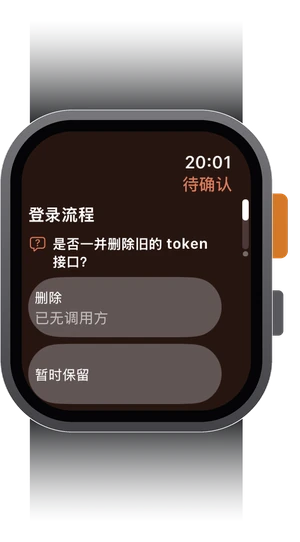 20:01
待确认
登录流程
是否一并删除旧的 token
接口?
删除
已无调用方
暂时保留